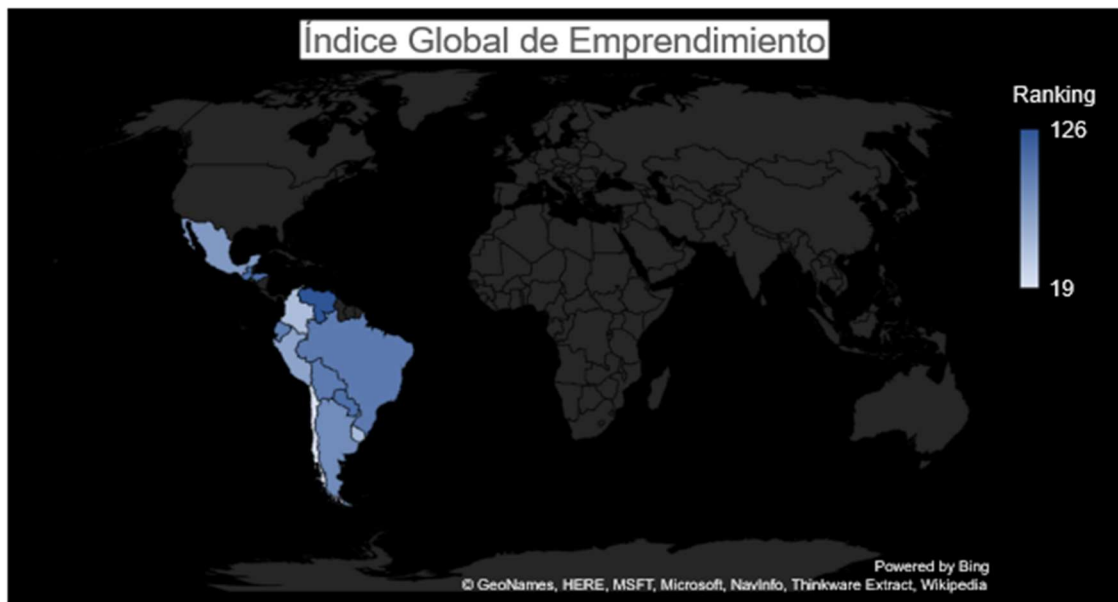 Índice Global de Emprendimiento
Ranking
126
19
Powered by Bing
© GeoNames, HERE, MSFT, Microsoft, NavInfo, Thinkware Extract, Wikipedia